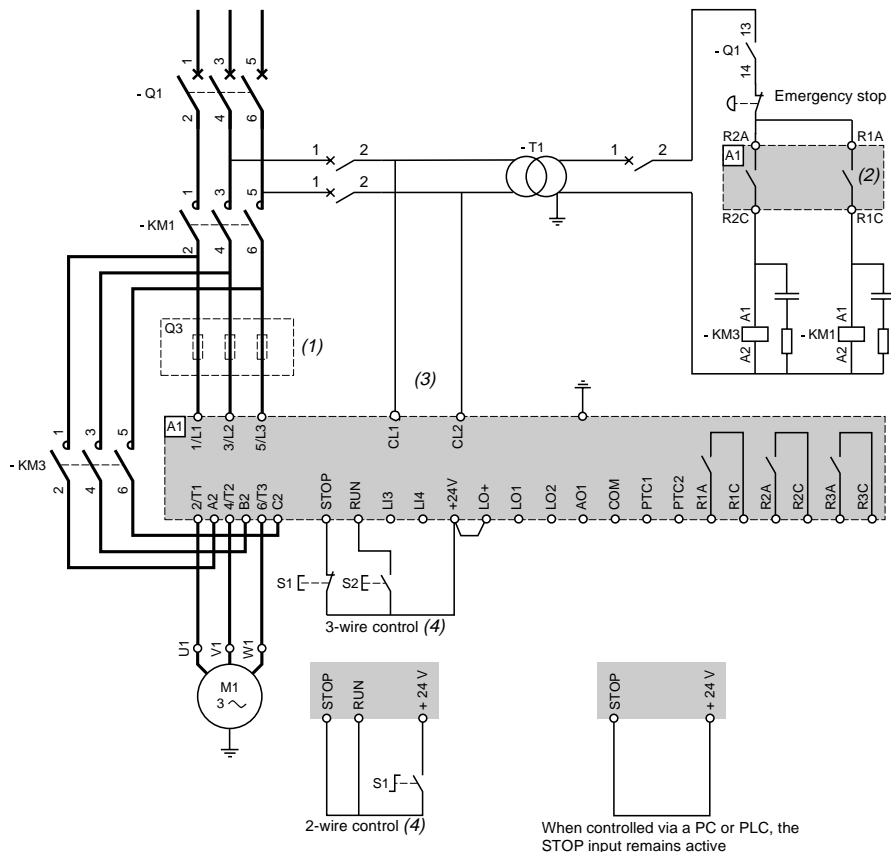 1
3
5
- Q1
2
4
6
13
- Q1
14
Emergency stop
R2A
R1A
A1
(2)
R2C
R1C
1
2
- T1
1
2
1
2
1
3
5
- KM1
2
4
6
Q3
(1)
(3)
A1
A1
- KM3
- KM1
A2
A2
A1
1/L1
3/L2
5/L3
CL1
CL2
1
3
5
- KM3
2
4
6
2/T1
A2
4/T2
B2
6/T3
C2
STOP
RUN
LI3
LI4
+24V
LO+
LO1
LO2
AO1
COM
PTC1
PTC2
R1A
R1C
R2A
R2C
R3A
R3C
S1
S2
3-wire control (4)
U1
V1
W1
M1
3
STOP
RUN
+ 24 V
S1
2-wire control (4)
STOP
+ 24 V
When controlled via a PC or PLC, the
STOP input remains active